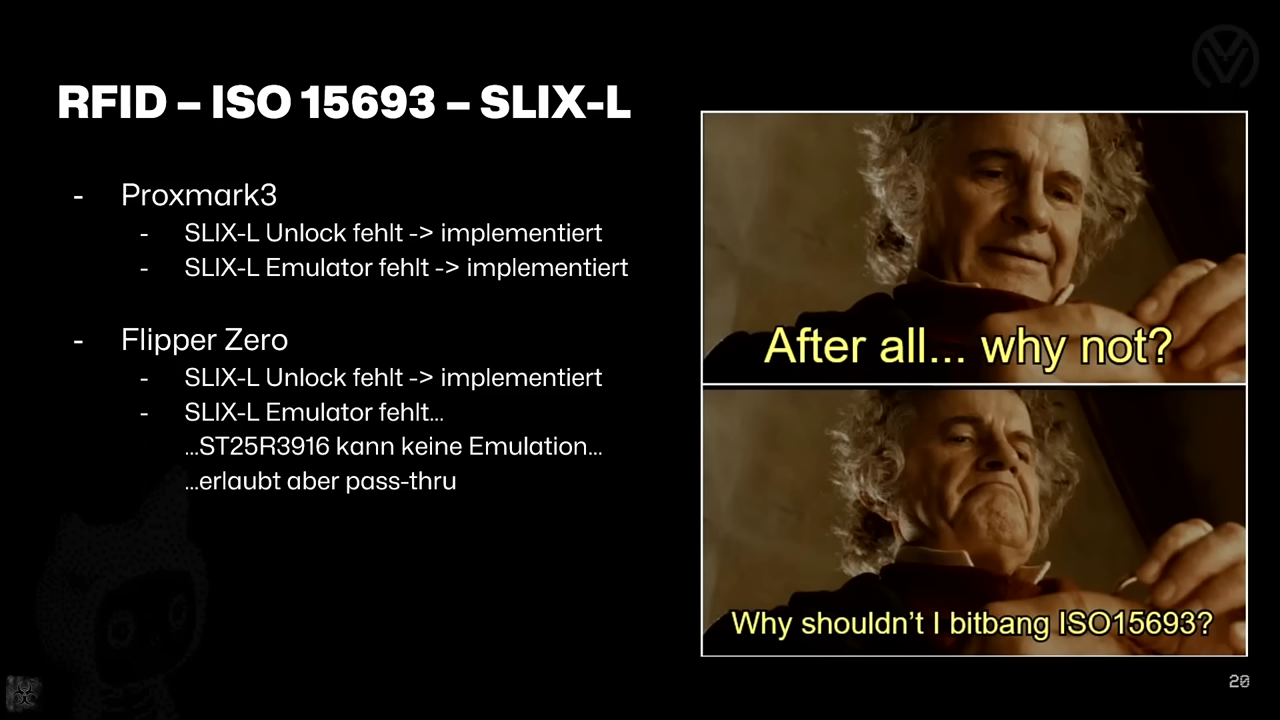 RFID – ISO 15693 – SLIX-L
- Proxmark3
- SLIX-L Unlock fehlt -> implementiert
- SLIX-L Emulator fehlt -> implementiert
- Flipper Zero
- SLIX-L Unlock fehlt -> implementiert
- SLIX-L Emulator fehlt...
...ST25R3916 kann keine Emulation...
...erlaubt aber pass-thru
After all... why not?
Why shouldn't I bitbang ISO15693?
20